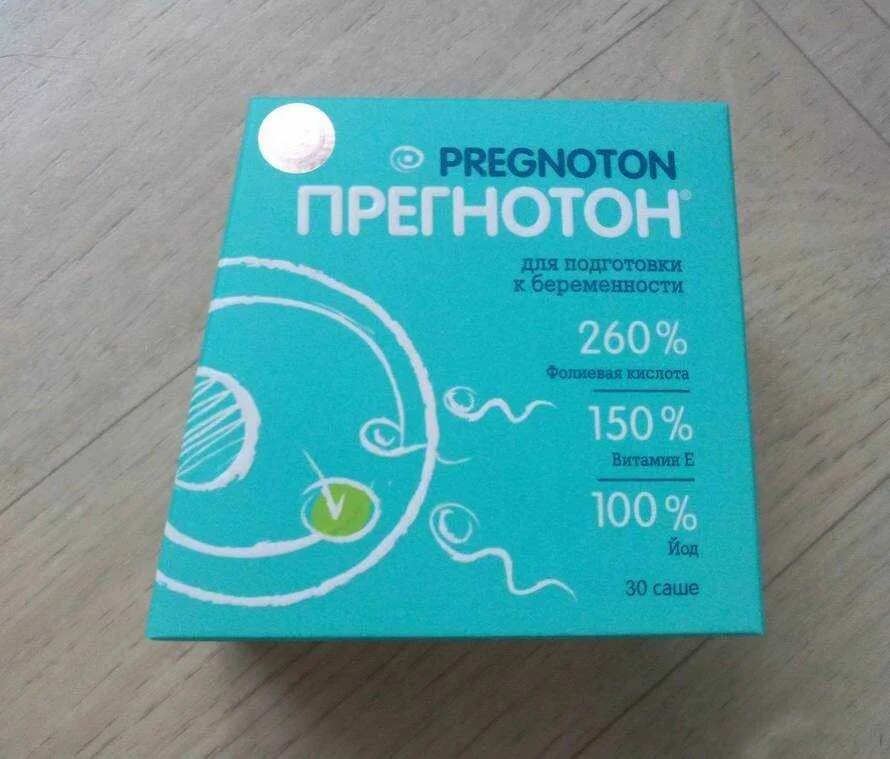 PREGNOTON
ПРЕГНОТОН®
для подготовки
к беременности
260%
Фолиевая кислота
150%
Витамин Е
100%
Йод
30 саше